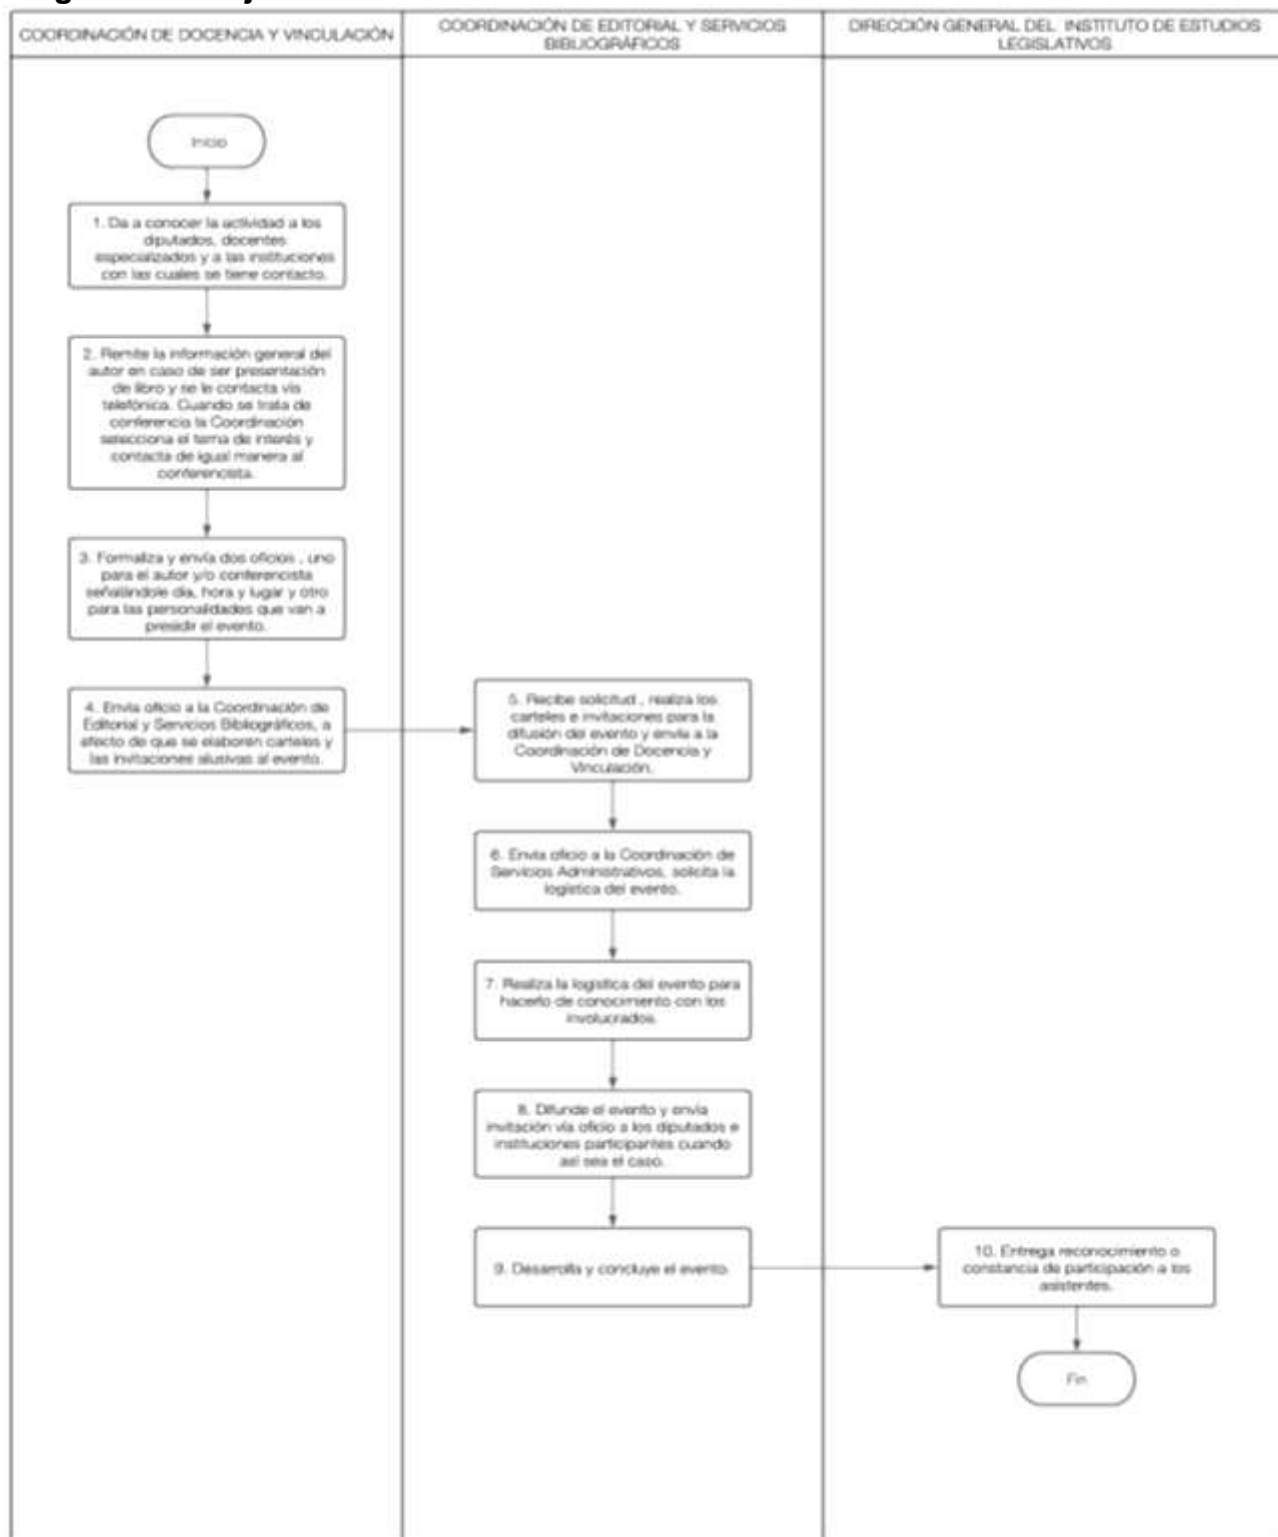 COORDINACIÓN DE DOCENCIA Y VINCULACIÓN
COORDINACIÓN DE EDITORIAL Y SERVICIOS
BIBLIOGRÁFICOS
DIRECCIÓN GENERAL DEL INSTITUTO DE ESTUDIOS
LEGISLATIVOS
Inicio
1. Da a conocer la actividad a los
diputados, docentes
especializados y a las instituciones
con las cuales se tiene contacto.
2. Remite la información general del
autor en caso de ser presentación
de libro y se le contacta vía
telefónica. Cuando se trata de
conferencia la Coordinación
selecciona el tema de interés y
contacta de igual manera al
conferencista.
3. Formaliza y envía dos oficios , uno
para el autor y/o conferencista
señalándole día, hora y lugar y otro
para las personalidades que van a
presidir el evento.
4. Envía oficio a la Coordinación de
Editorial y Servicios Bibliográficos, a
efecto de que se elaboren carteles y
las invitaciones alusivas al evento.
5. Recibe solicitud , realiza los
carteles e invitaciones para la
difusión del evento y envía a la
Coordinación de Docencia y
Vinculación.
6. Envía oficio a la Coordinación de
Servicios Administrativos, solicita la
logística del evento.
7. Realiza la logística del evento para
hacerlo de conocimiento con los
involucrados.
8. Difunde el evento y envía
invitación vía oficio a los diputados e
instituciones participantes cuando
así sea el caso.
9. Desarrolla y concluye el evento.
10. Entrega reconocimiento o
constancia de participación a los
asistentes.
Fin